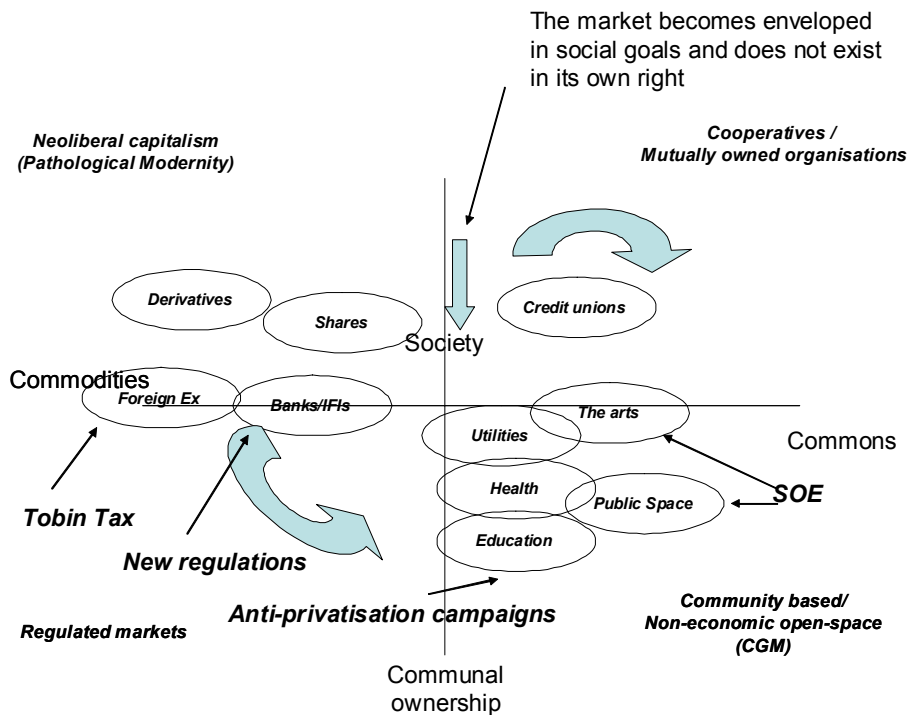 The market becomes enveloped
in social goals and does not exist
in its own right
Neoliberal capitalism
(Pathological Modernity)
Cooperatives /
Mutually owned organisations
Derivatives
Shares
Credit unions
Society
Commodities
Foreign Ex
Banks/IFIs
The arts
Utilities
Commons
Health
Public Space
SOE
Tobin Tax
New regulations
Education
Anti-privatisation campaigns
Regulated markets
Community based/
Non-economic open-space
(CGM)
Communal
ownership